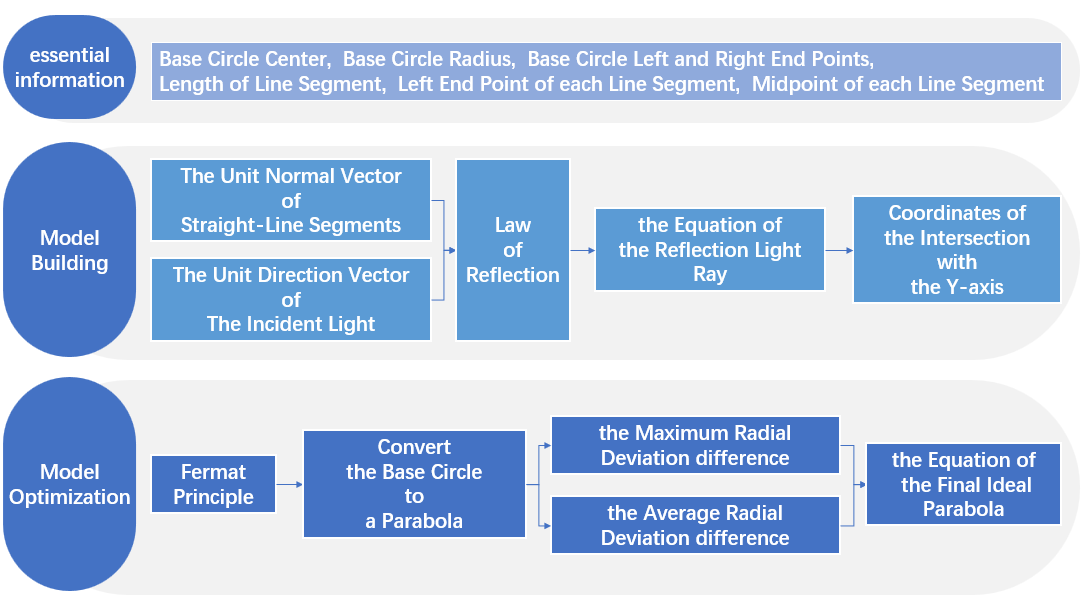 essential
information
Base Circle Center, Base Circle Radius, Base Circle Left and Right End Points,
Length of Line Segment, Left End Point of each Line Segment, Midpoint of each Line Segment
Model
Building
The Unit Normal Vector
of
Straight-Line Segments
The Unit Direction Vector
of
The Incident Light
Law
of
Reflection
the Equation of
the Reflection Light
Ray
Coordinates of
the Intersection
with
the Y-axis
Model
Optimization
Fermat
Principle
Convert
the Base Circle
to
a Parabola
the Maximum Radial
Deviation difference
the Average Radial
Deviation difference
the Equation of
the Final Ideal
Parabola